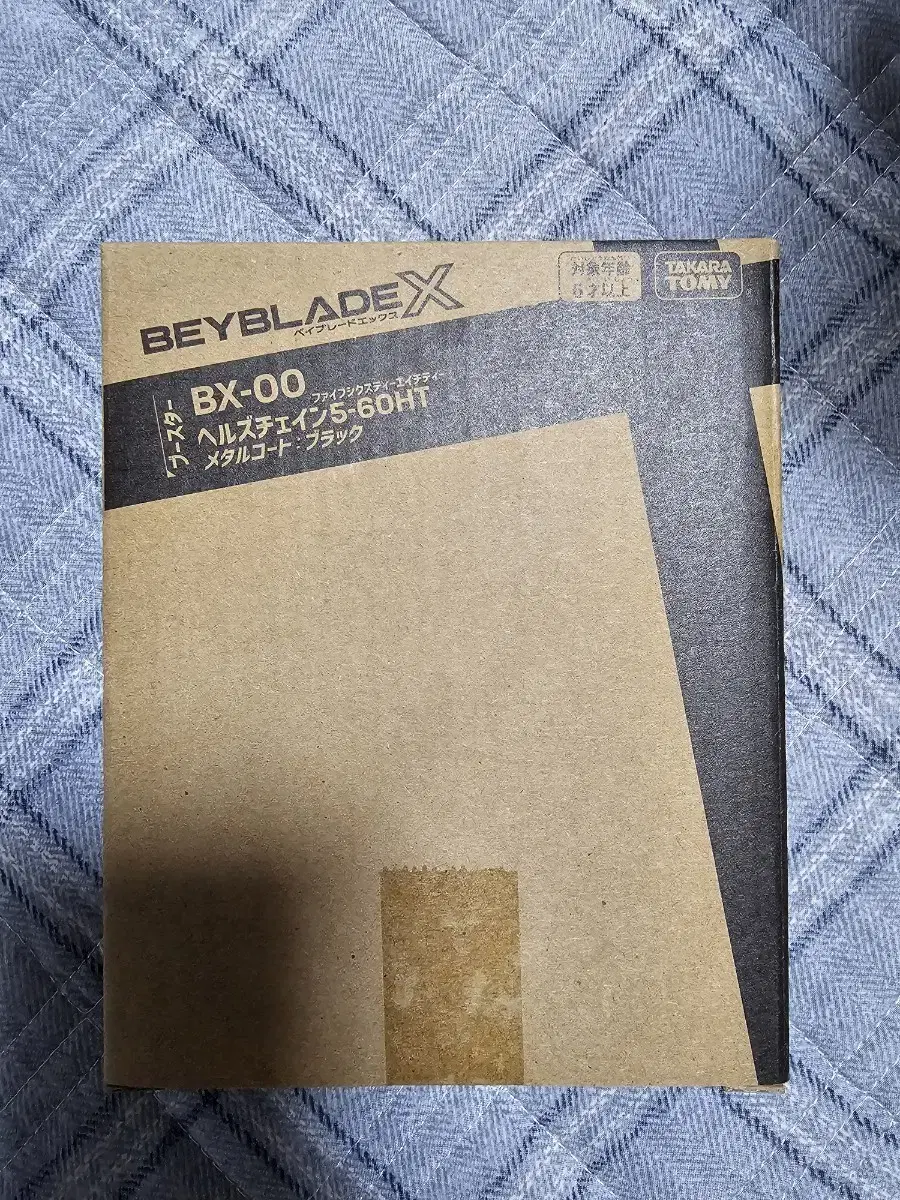 BEYBLADE X
ベイブレードエックス
対象年齢
6才以上
TAKARA
TOMY
ブースター
BX-00
ファイブシクスティーエイチティー
ヘルズチェイン5-60HT
メタルコート:ブラック